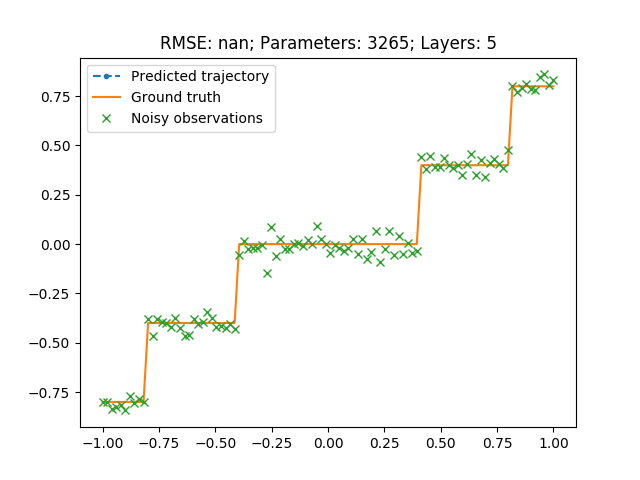 RMSE: nan; Parameters: 3265; Layers: 5
Predicted trajectory
Ground truth
Noisy observations
0.75
0.50
0.25
0.00
−0.25
−0.50
−0.75
−1.00 −0.75 −0.50 −0.25 0.00 0.25 0.50 0.75 1.00